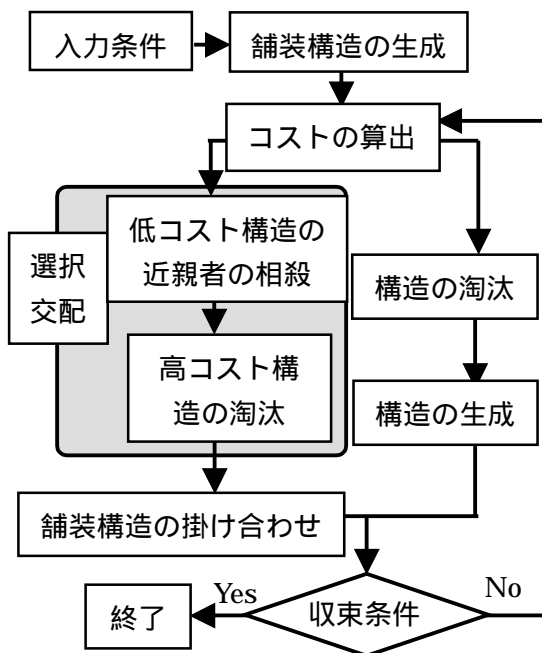 入力条件
舗装構造の生成
コストの算出
選択
交配
低コスト構造の
近親者の相殺
高コスト構
造の淘汰
構造の淘汰
構造の生成
舗装構造の掛け合わせ
収束条件
Yes
No
終了